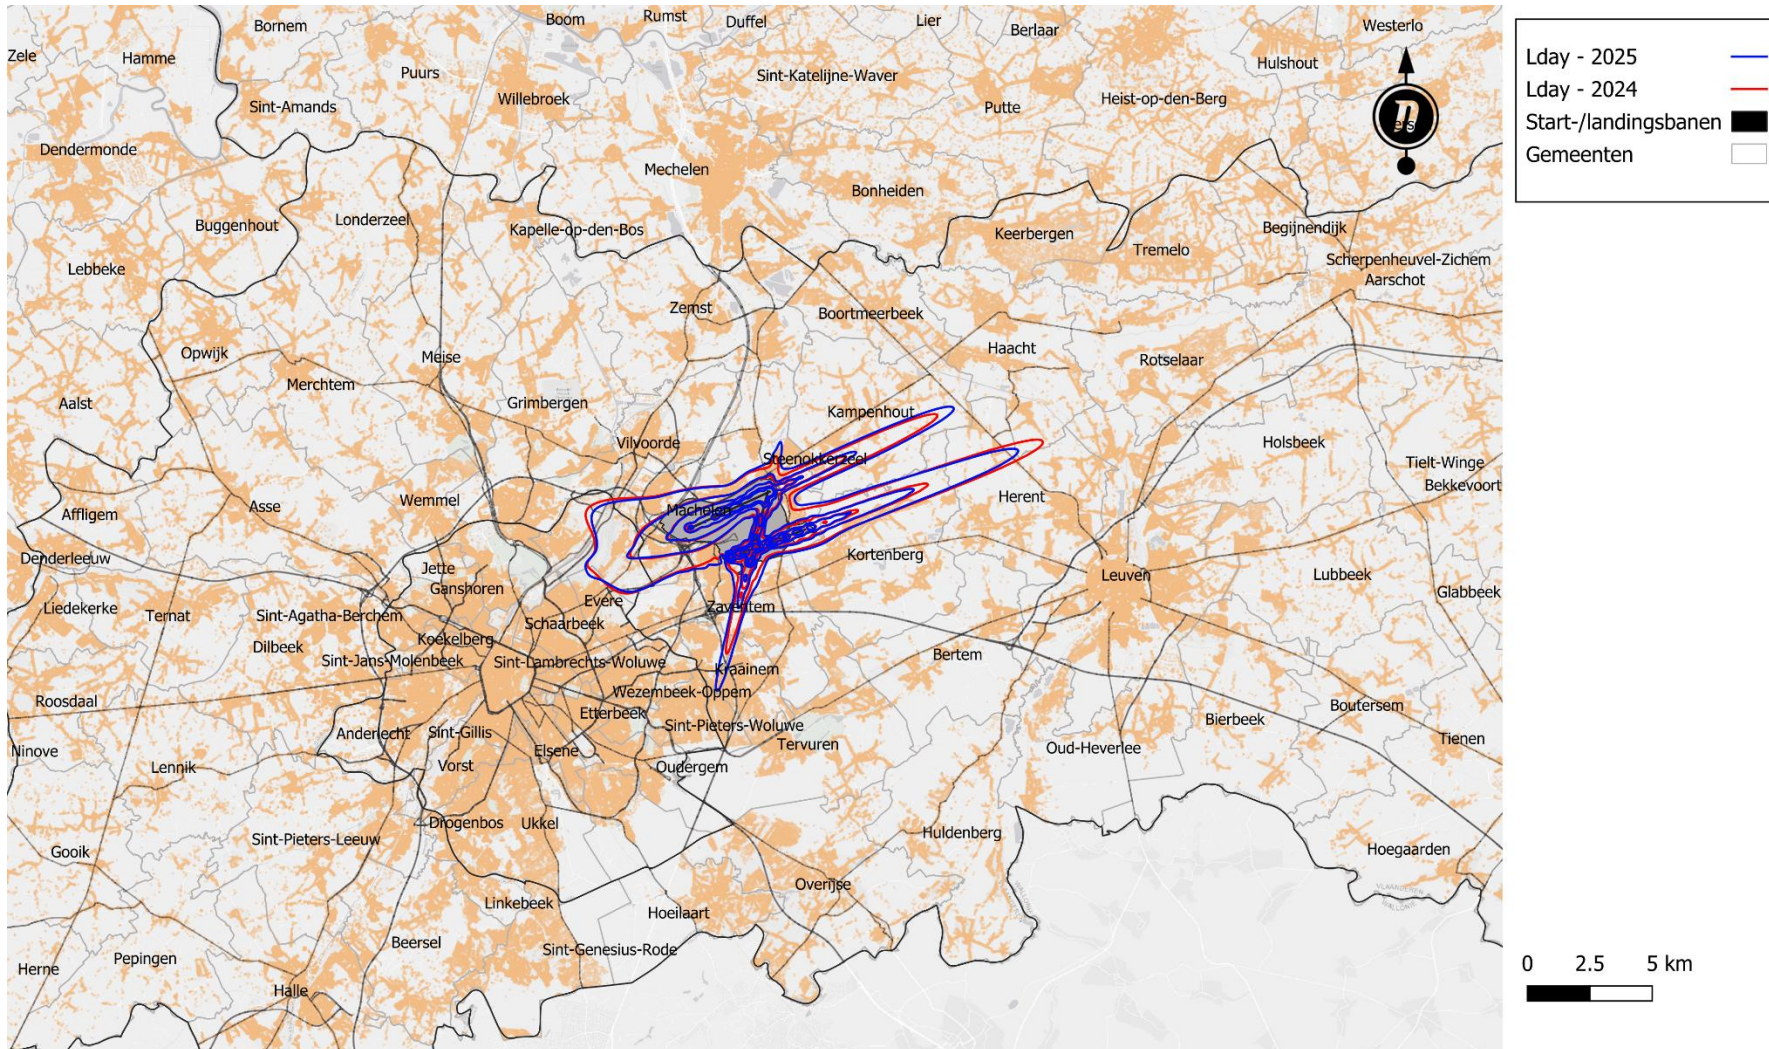 Bornem
Boom
Rumst
Duffel
Lier
Berlaar
Westerlo
Zele
Hamme
Puurs
Willebroek
Sint-Katelijne-Waver
Hulshout
Sint-Amands
Putte
Heist-op-den-Berg
Dendermonde
Mechelen
Bonheiden
Buggenhout
Londerzeel
Kapelle-op-den-Bos
Keerbergen
Tremelo
Begijnendijk
Scherpenheuvel-Zichem
Aarschot
Lebbeke
Zemst
Boortmeerbeek
Opwijk
Meise
Merchtem
Haacht
Rotselaar
Aalst
Grimbergen
Kampenhout
Vilvoorde
Holsbeek
Steenokkerzeel
Tielt-Winge
Bekkevoort
Affligem
Asse
Wemmel
Machelen
Herent
Denderleeuw
Jette
Ganshoren
Kortenberg
Leuven
Lubbeek
Glabbeek
Liedekerke
Ternat
Sint-Agatha-Berchem
Evere
Schaarbeek
Zaventem
Dilbeek
Koekelberg
Sint-Jans-Molenbeek
Sint-Lambrechts-Woluwe
Kraainem
Bertem
Roosdaal
Wezembeek-Oppem
Etterbeek
Sint-Pieters-Woluwe
Bierbeek
Boutersem
Ninove
Anderlecht
Sint-Gillis
Elsene
Tervuren
Oud-Heverlee
Tienen
Lennik
Vorst
Oudergem
Drogenbos
Ukkel
Sint-Pieters-Leeuw
Huldenberg
Gooik
Hoegaarden
Overijse
VLAANDEREN
WALLONIE
Linkebeek
Hoeilaart
Beersel
Sint-Genesius-Rode
Herne
Pepingen
Halle
Lday - 2025
Lday - 2024
Start-/landingsbanen
Gemeenten
0 2.5 5 km